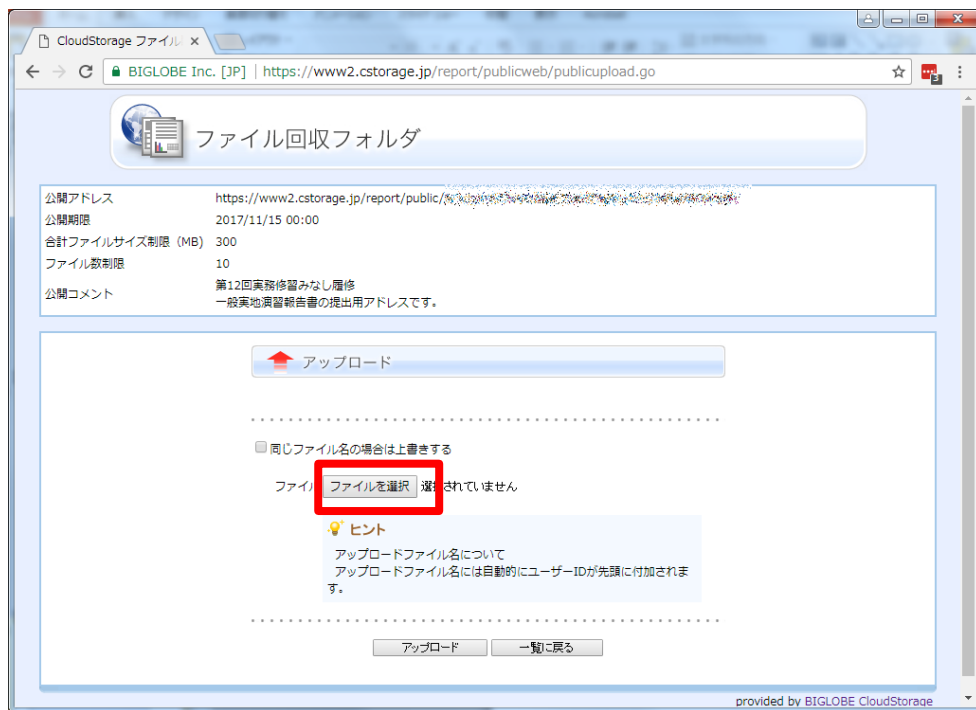 CloudStorage ファイル
BIGLOBE Inc. [JP] | https://www2.cstorage.jp/report/publicweb/publicupload.go
3
ファイル回収フォルダ
公開アドレス https://www2.cstorage.jp/report/public/
公開期限 2017/11/15 00:00
合計ファイルサイズ制限 (MB) 300
ファイル数制限 10
公開コメント 第12回実務修習みなし履修
一般実地演習報告書の提出用アドレスです。
アップロード
同じファイル名の場合は上書きする
ファイル ファイルを選択 選択されていません
ヒント
アップロードファイル名について
アップロードファイル名には自動的にユーザーIDが先頭に付加されま
す。
アップロード 一覧に戻る
provided by BIGLOBE CloudStorage